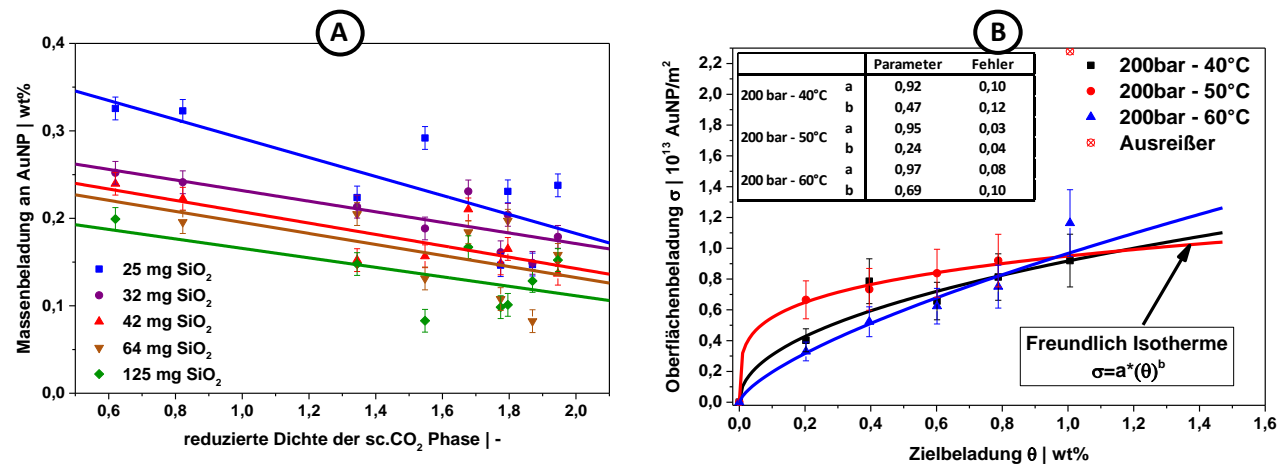 A
0,4
0,3
0,2
0,1
0,0
Massenbeladung an AuNP | wt%
25 mg SiO₂
32 mg SiO₂
42 mg SiO₂
64 mg SiO₂
125 mg SiO₂
0,6 0,8 1,0 1,2 1,4 1,6 1,8 2,0
reduzierte Dichte der sc.CO₂ Phase | -
B
2,2
2,0
1,8
1,6
1,4
1,2
1,0
0,8
0,6
0,4
0,2
0,0
Oberflächenbeladung σ | 10¹³ AuNP/m²
Parameter Fehler
200 bar - 40°C a 0,92 0,10
b 0,47 0,12
200 bar - 50°C a 0,95 0,03
b 0,24 0,04
200 bar - 60°C a 0,97 0,08
b 0,69 0,10
200bar - 40°C
200bar - 50°C
200bar - 60°C
Ausreißer
Freundlich Isotherme
σ=a*(θ)ᵇ
0,0 0,2 0,4 0,6 0,8 1,0 1,2 1,4 1,6
Zielbeladung θ | wt%